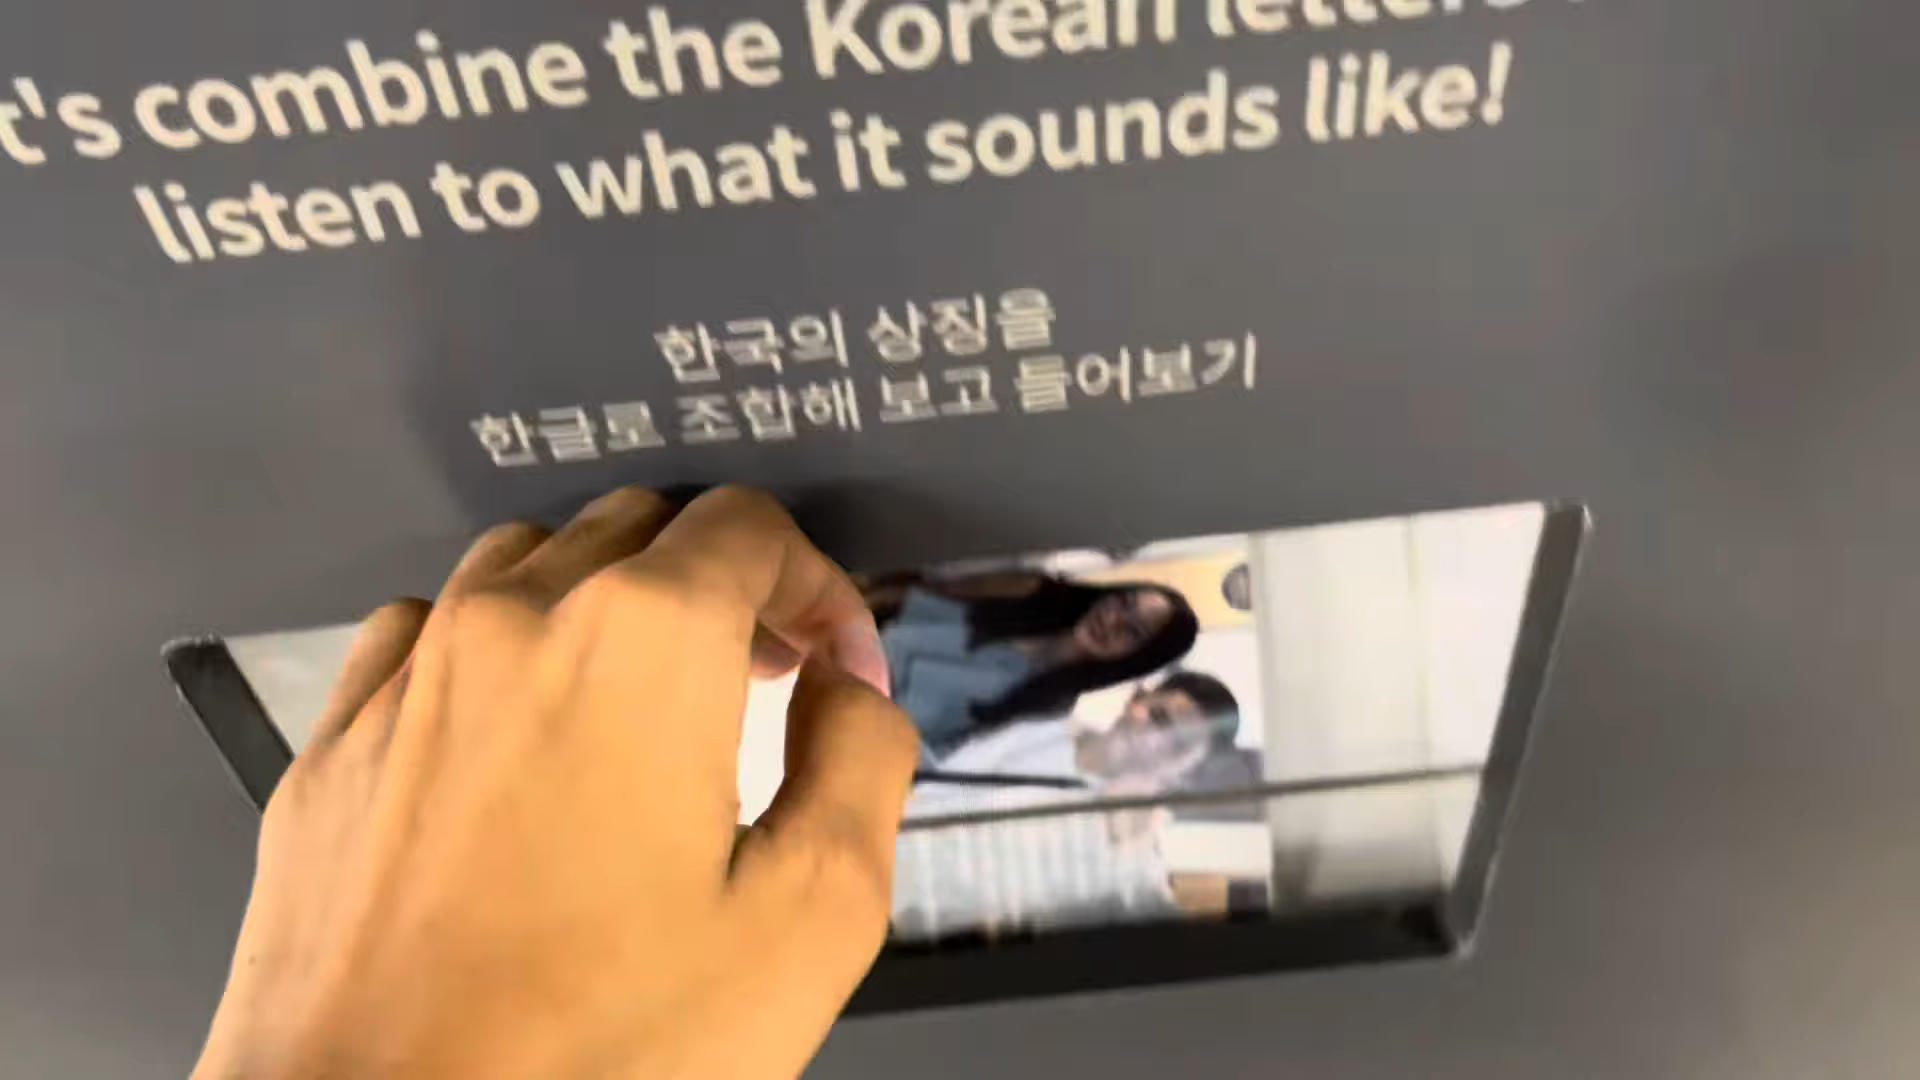 t's combine the Korean letters
listen to what it sounds like!
한국의 상징을
한글로 조합해 보고 들어보기